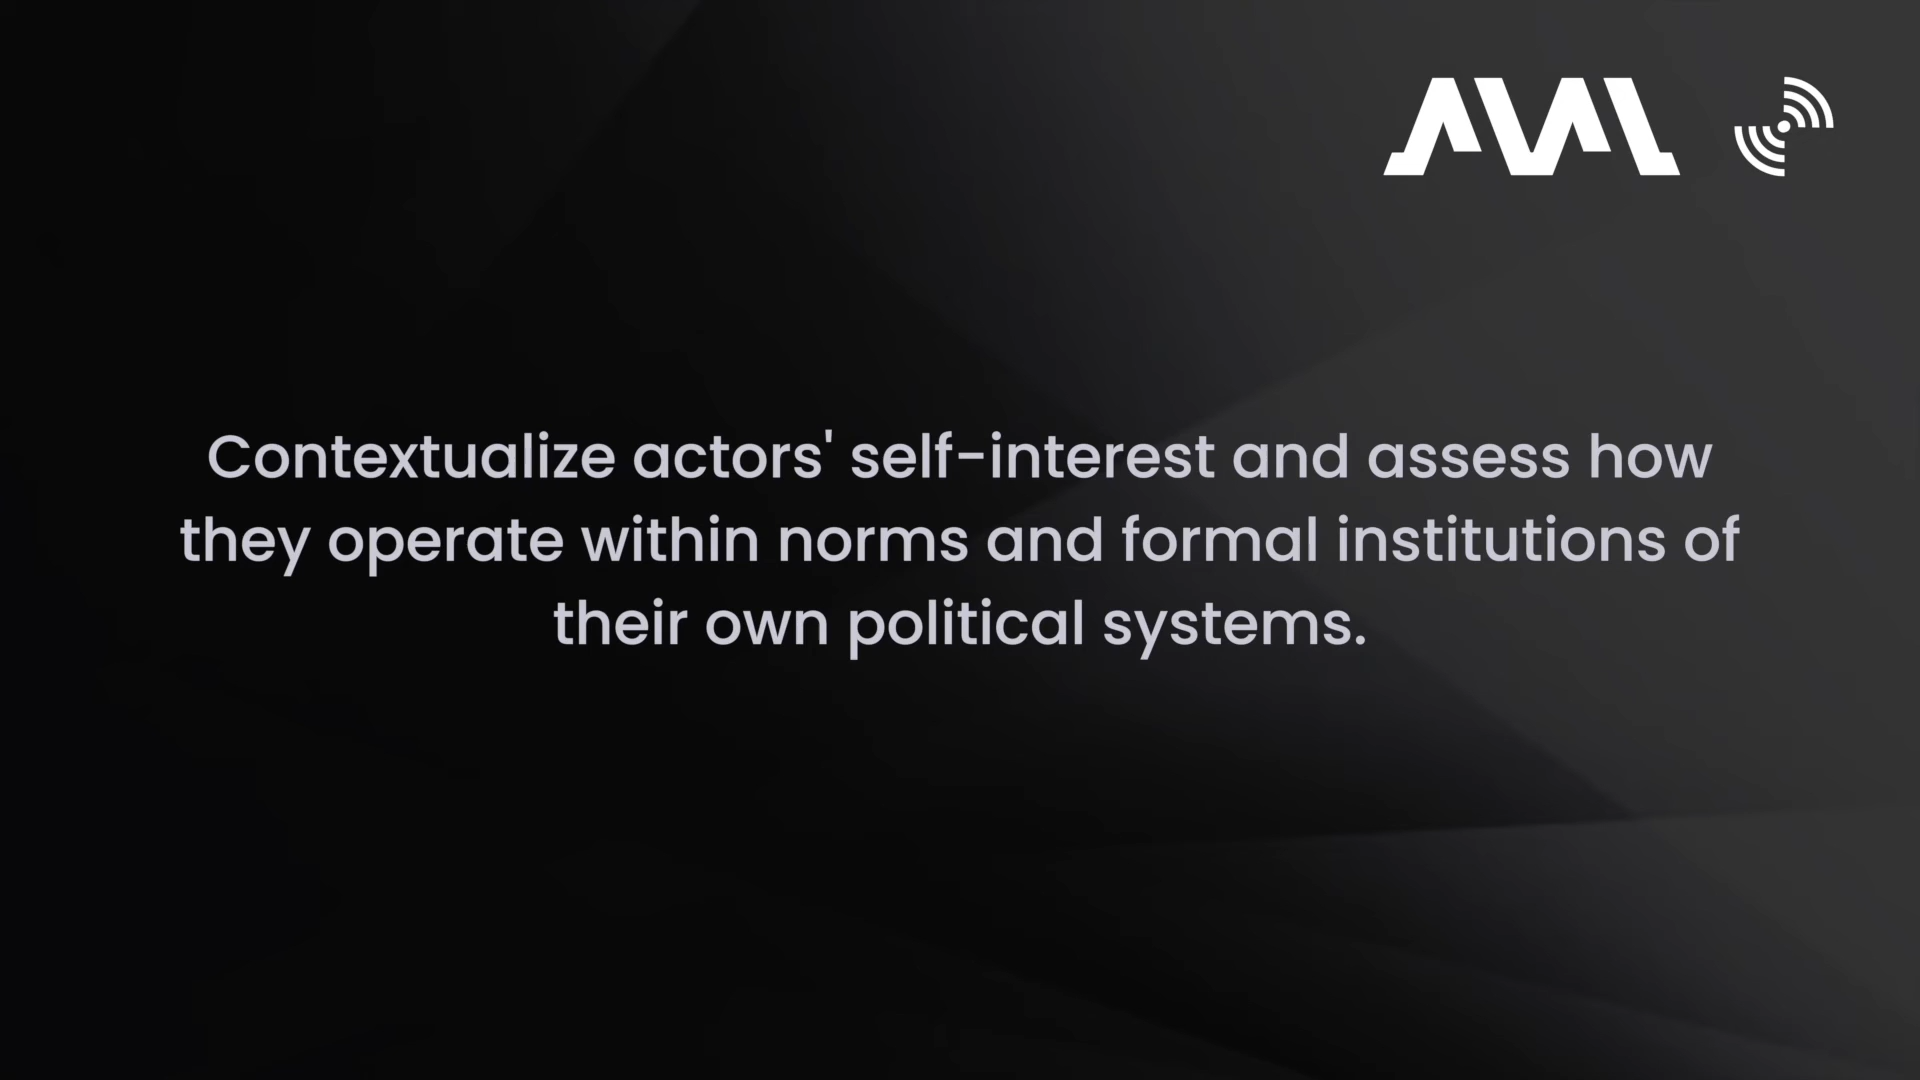 Contextualize actors' self-interest and assess how
they operate within norms and formal institutions of
their own political systems.